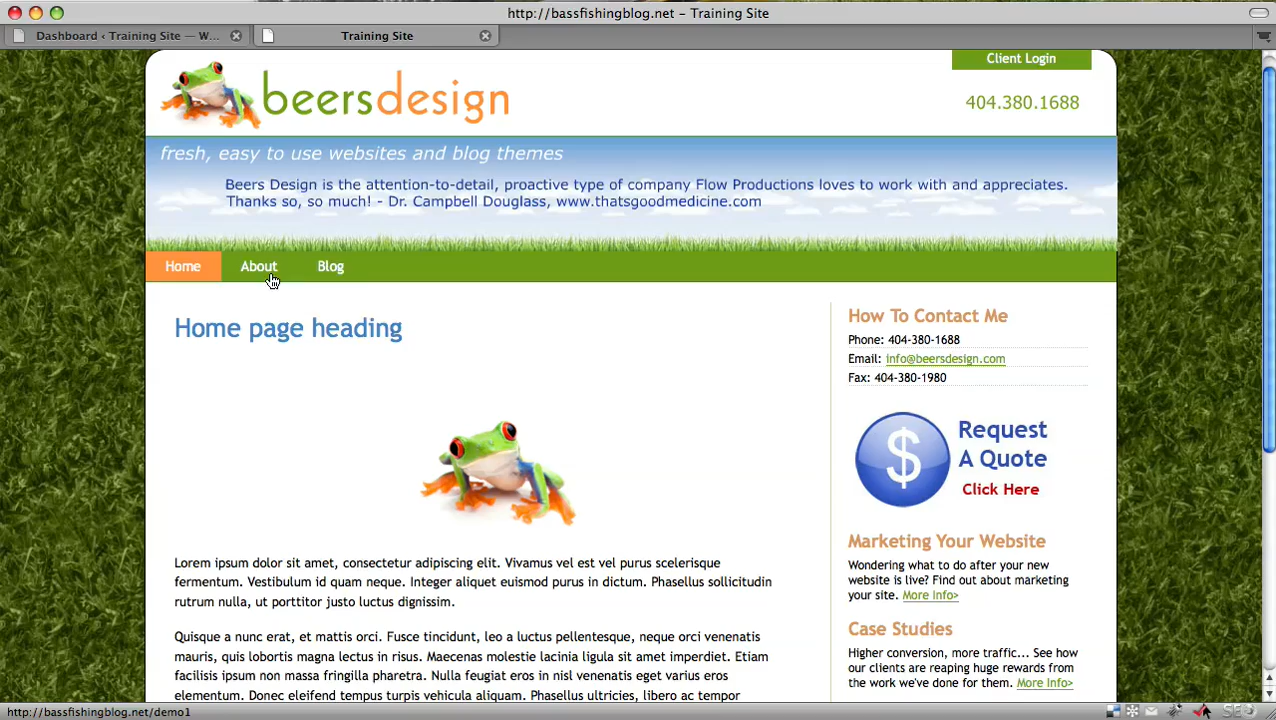 http://bassfishingblog.net – Training Site
Dashboard ‹ Training Site — W...
Training Site
Client Login
beersdesign
404.380.1688
fresh, easy to use websites and blog themes
Beers Design is the attention-to-detail, proactive type of company Flow Productions loves to work with and appreciates.
Thanks so, so much! - Dr. Campbell Douglass, www.thatsgoodmedicine.com
Home About Blog
Home page heading
Lorem ipsum dolor sit amet, consectetur adipiscing elit. Vivamus vel est vel purus scelerisque
fermentum. Vestibulum id quam neque. Integer aliquet euismod purus in dictum. Phasellus sollicitudin
rutrum nulla, ut porttitor justo luctus dignissim.
Quisque a nunc erat, et mattis orci. Fusce tincidunt, leo a luctus pellentesque, neque orci venenatis
mauris, quis lobortis magna lectus in risus. Maecenas molestie lacinia ligula sit amet imperdiet. Etiam
facilisis ipsum non massa fringilla pharetra. Nulla feugiat eros in nisl venenatis eget varius eros
elementum. Donec eleifend tempus turpis vehicula aliquam. Phasellus ultricies, libero ac tempor
How To Contact Me
Phone: 404-380-1688
Email: info@beersdesign.com
Fax: 404-380-1980
$
Request
A Quote
Click Here
Marketing Your Website
Wondering what to do after your new
website is live? Find out about marketing
your site. More Info>
Case Studies
Higher conversion, more traffic... See how
our clients are reaping huge rewards from
the work we've done for them. More Info>
http://bassfishingblog.net/demo1